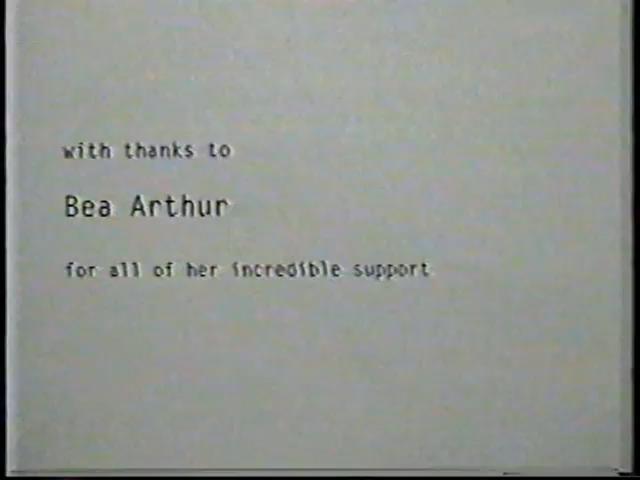 with thanks to
Bea Arthur
for all of her incredible support